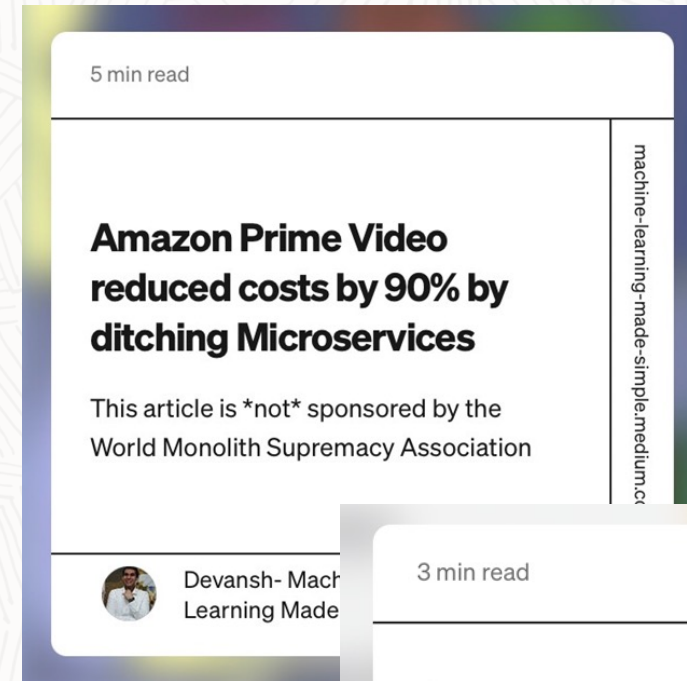 5 min read
Amazon Prime Video
reduced costs by 90% by
ditching Microservices
This article is *not* sponsored by the
World Monolith Supremacy Association
machine-learning-made-simple.medium.co
Devansh- Mach
Learning Made
3 min read